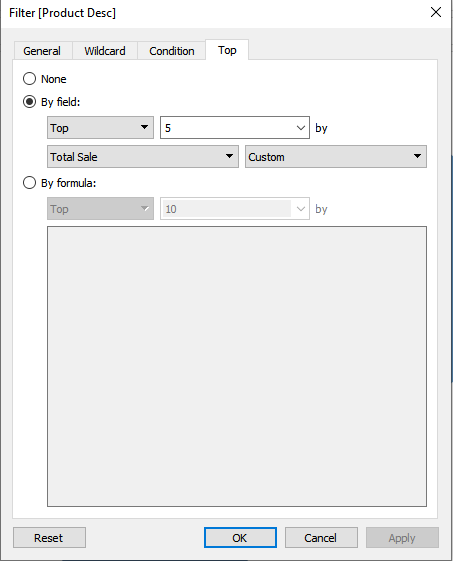 Filter [Product Desc]
General Wildcard Condition Top
None
By field:
Top 5 by
Total Sale Custom
By formula:
Top 10 by
Reset OK Cancel Apply